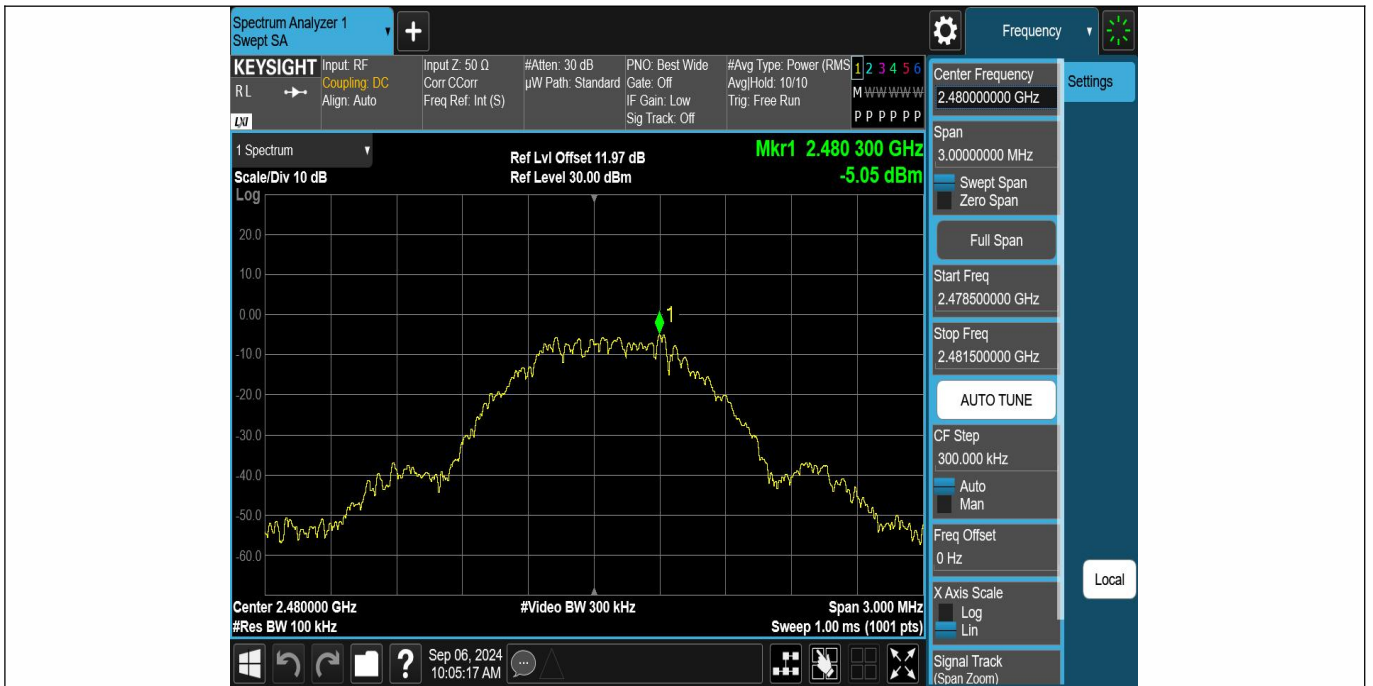 Spectrum Analyzer 1
Swept SA
Frequency
KEYSIGHT
RL
LXI
Input: RF
Coupling: DC
Align: Auto
Input Z: 50 Ω
Corr CCorr
Freq Ref: Int (S)
#Atten: 30 dB
µW Path: Standard
PNO: Best Wide
Gate: Off
IF Gain: Low
Sig Track: Off
#Avg Type: Power (RMS
Avg|Hold: 10/10
Trig: Free Run
1 2 3 4 5 6
M W W W W W
P P P P P P
1 Spectrum
Scale/Div 10 dB
Log
Ref Lvl Offset 11.97 dB
Ref Level 30.00 dBm
Mkr1 2.480 300 GHz
-5.05 dBm
20.0
10.0
0.00
1
-10.0
-20.0
-30.0
-40.0
-50.0
-60.0
Center 2.480000 GHz
#Video BW 300 kHz
Span 3.000 MHz
#Res BW 100 kHz
Sweep 1.00 ms (1001 pts)
Center Frequency
2.480000000 GHz
Settings
Span
3.00000000 MHz
Swept Span
Zero Span
Full Span
Start Freq
2.478500000 GHz
Stop Freq
2.481500000 GHz
AUTO TUNE
CF Step
300.000 kHz
Auto
Man
Freq Offset
0 Hz
Local
X Axis Scale
Log
Lin
Signal Track
(Span Zoom)
?
Sep 06, 2024
10:05:17 AM